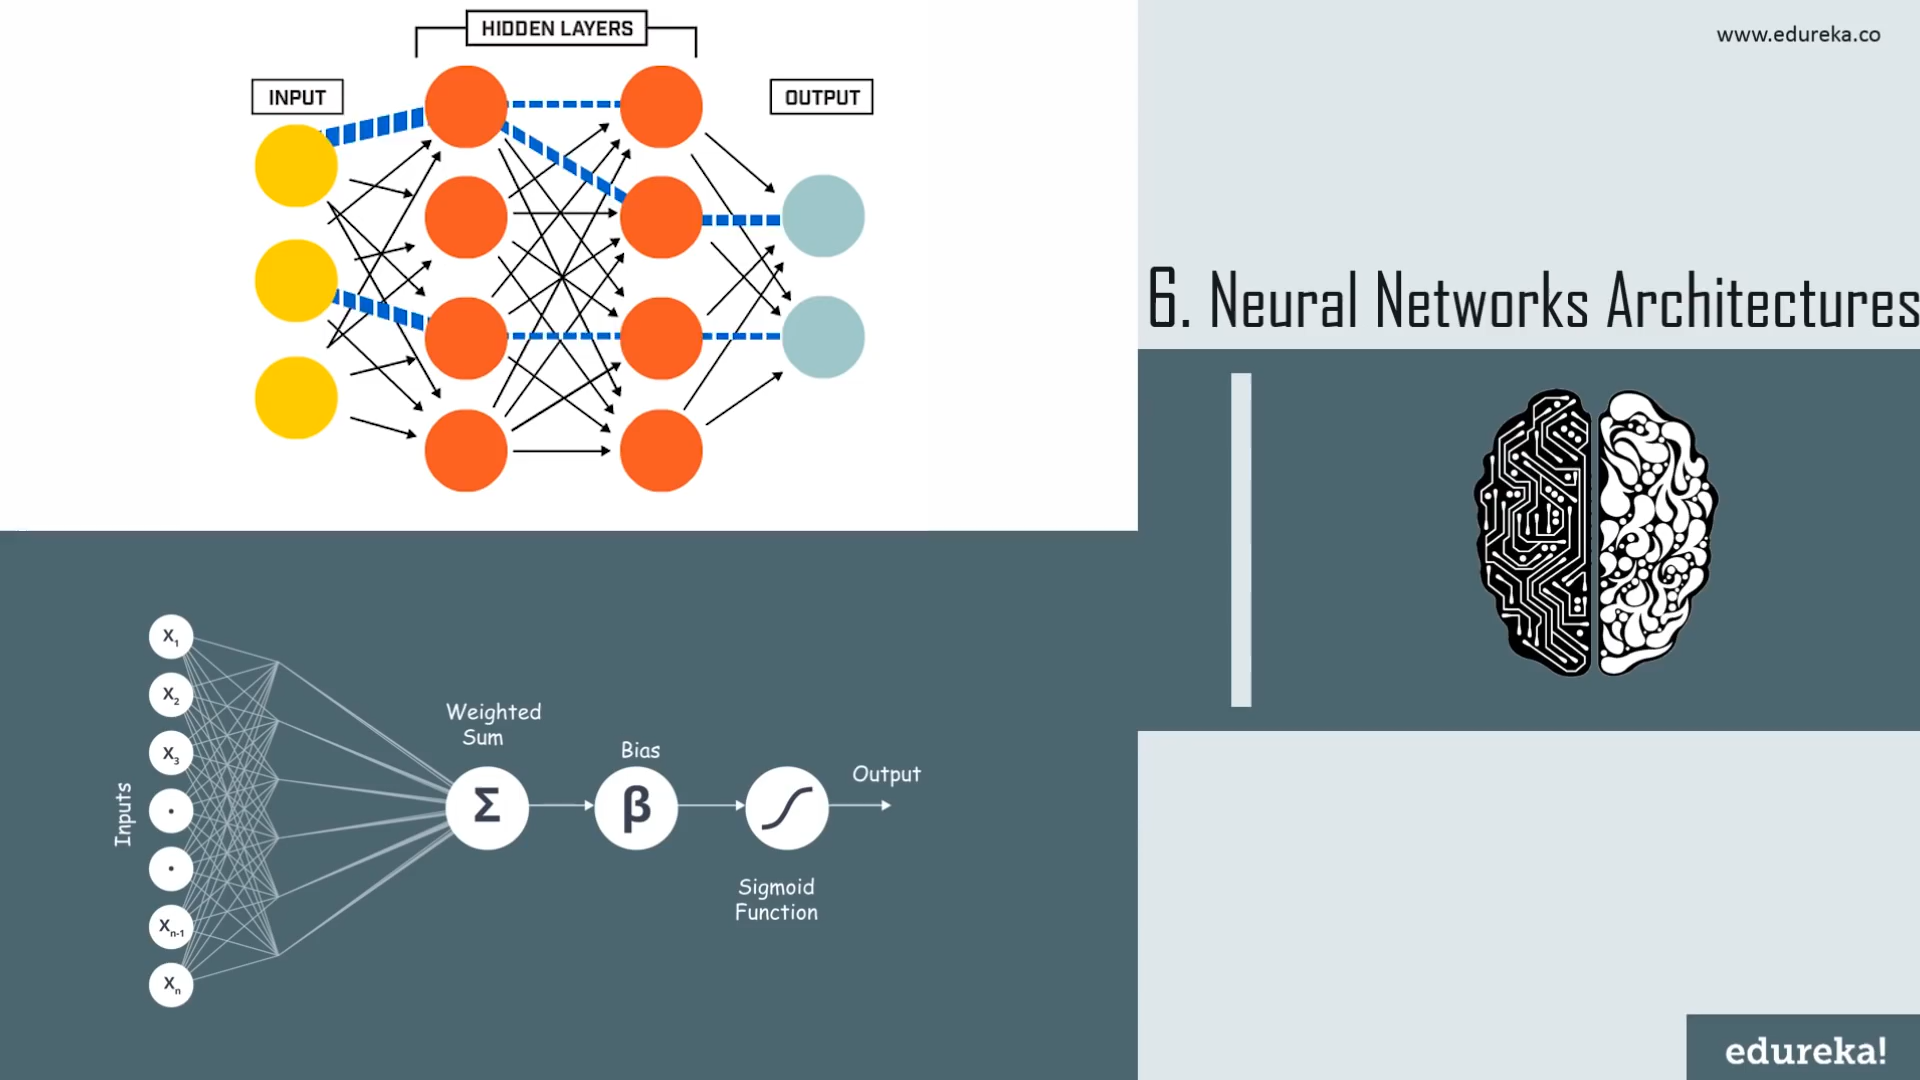 HIDDEN LAYERS
INPUT
OUTPUT
www.edureka.co
6. Neural Networks Architectures
X1
X2
X3
Xn-1
Xn
Inputs
Weighted
Sum
Σ
Bias
β
Sigmoid
Function
Output
edureka!